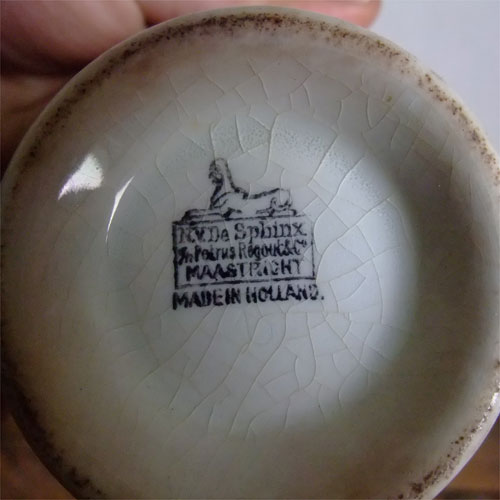 N.V. De Sphinx
v/h Petrus Regout & Co
MAASTRICHT
MADE IN HOLLAND.